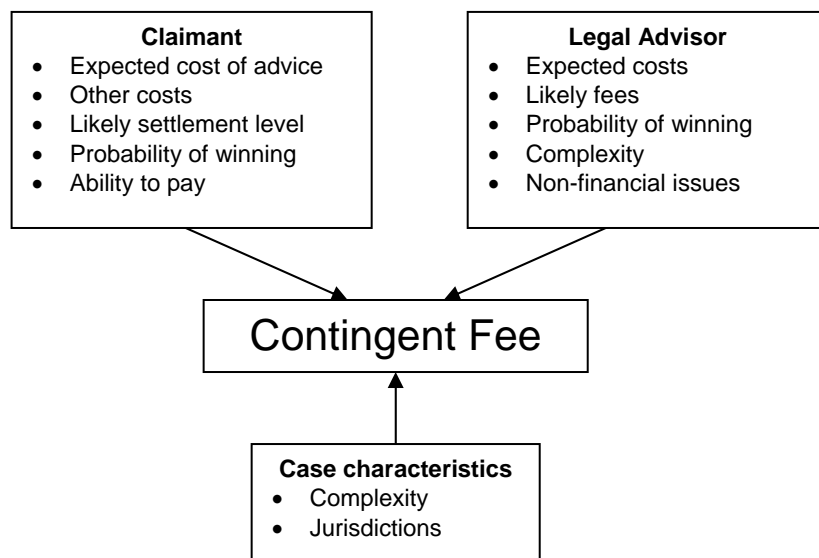 Claimant
• Expected cost of advice
• Other costs
• Likely settlement level
• Probability of winning
• Ability to pay
Legal Advisor
• Expected costs
• Likely fees
• Probability of winning
• Complexity
• Non-financial issues
Contingent Fee
Case characteristics
• Complexity
• Jurisdictions